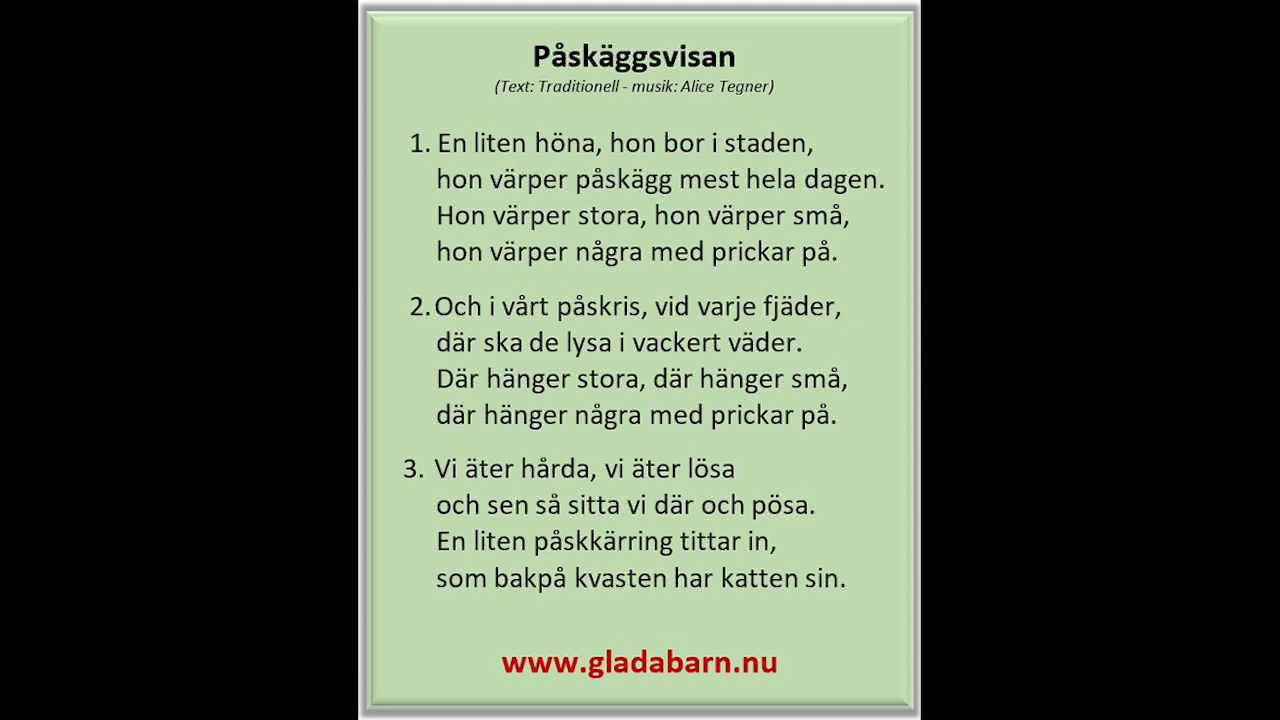 Påskäggsvisan
(Text: Traditionell - musik: Alice Tegner)
1. En liten höna, hon bor i staden,
hon värper påskägg mest hela dagen.
Hon värper stora, hon värper små,
hon värper några med prickar på.
2. Och i vårt påskris, vid varje fjäder,
där ska de lysa i vackert väder.
Där hänger stora, där hänger små,
där hänger några med prickar på.
3. Vi äter hårda, vi äter lösa
och sen så sitta vi där och pösa.
En liten påskkärring tittar in,
som bakpå kvasten har katten sin.
www.gladabarn.nu